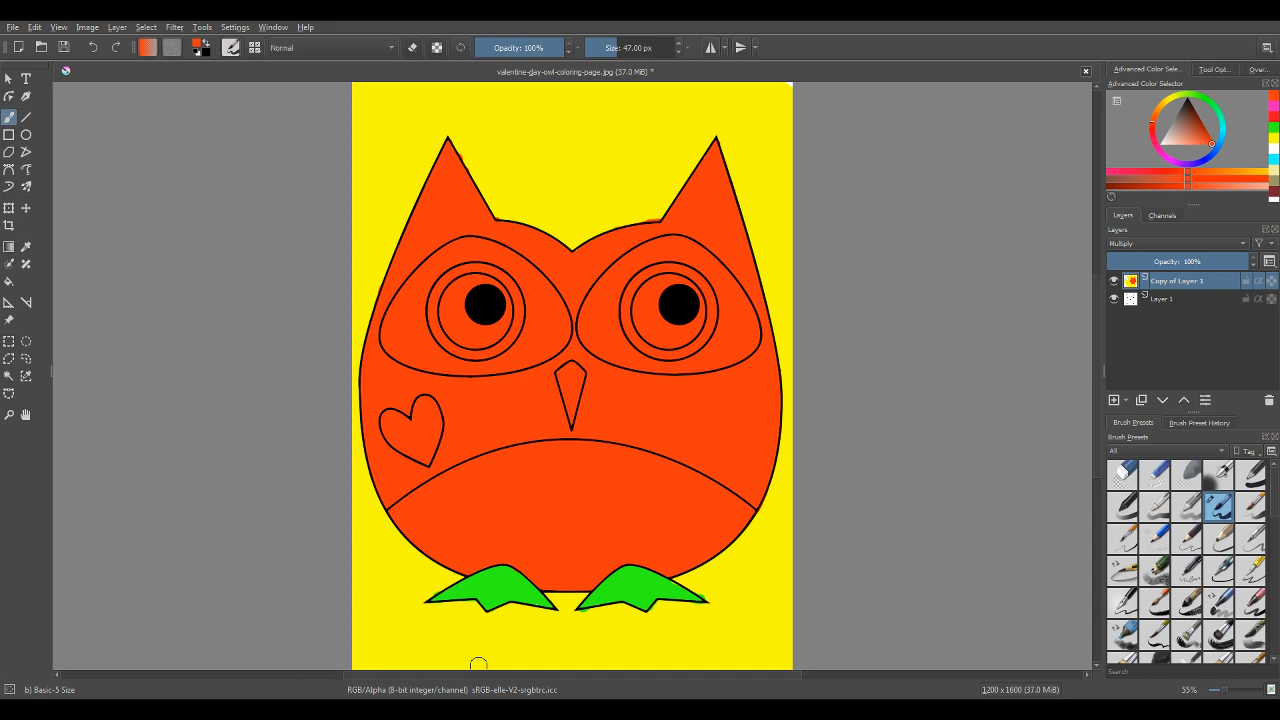 File Edit View Image Layer Select Filter Tools Settings Window Help
Normal Opacity: 100% Size: 47.00 px
valentine-day-owl-coloring-page.jpg (37.0 MiB) *
Advanced Color Sele... Tool Opt... Over...
Advanced Color Selector
Layers Channels
Layers
Multiply
Opacity: 100%
Copy of Layer 1
Layer 1
Brush Presets Brush Preset History
Brush Presets
All Tag
Search
b) Basic-5 Size RGB/Alpha (8-bit integer/channel) sRGB-elle-V2-srgbtrc.icc 1200 x 1600 (37.0 MiB) 55%